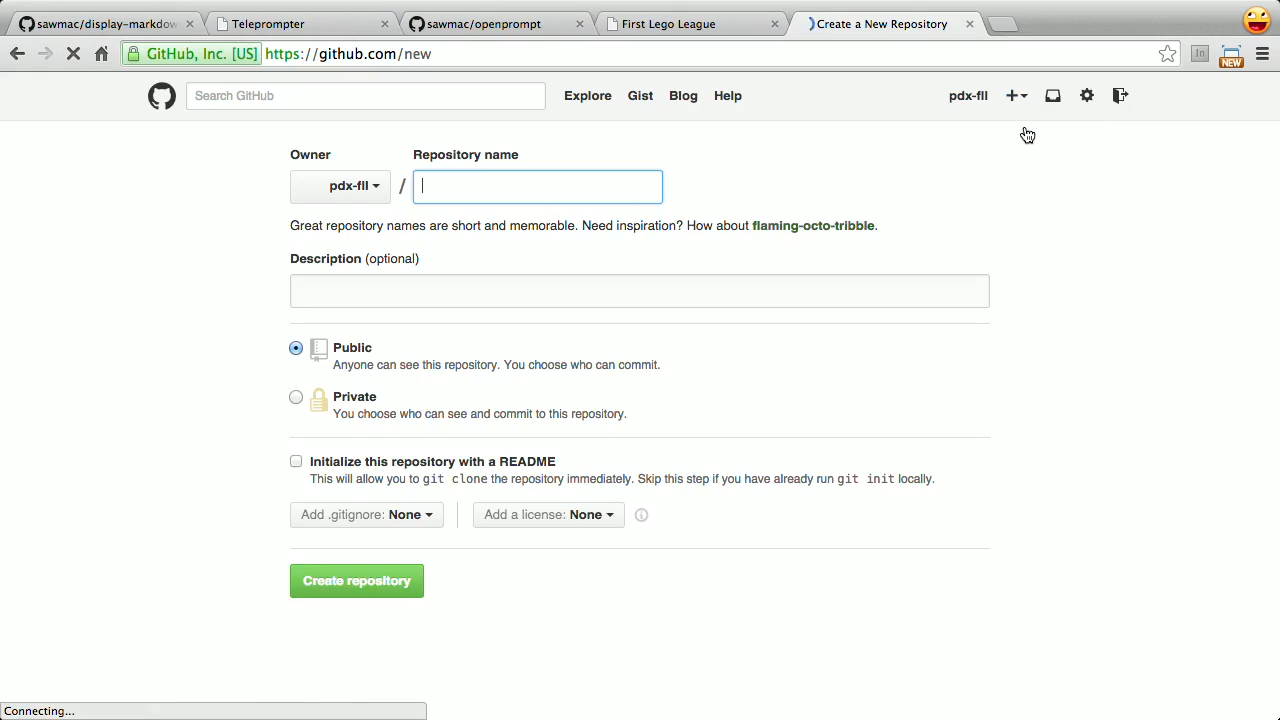 sawmac/display-markdow
Teleprompter
sawmac/openprompt
First Lego League
Create a New Repository
GitHub, Inc. [US] https://github.com/new
In
NEW
Search GitHub
Explore Gist Blog Help
pdx-fll
Owner
Repository name
pdx-fll /
Great repository names are short and memorable. Need inspiration? How about flaming-octo-tribble.
Description (optional)
Public
Anyone can see this repository. You choose who can commit.
Private
You choose who can see and commit to this repository.
Initialize this repository with a README
This will allow you to git clone the repository immediately. Skip this step if you have already run git init locally.
Add .gitignore: None
Add a license: None
Create repository
Connecting...